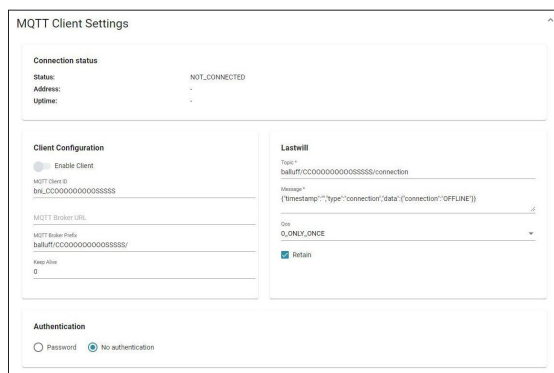 MQTT Client Settings
Connection status
Status: NOT_CONNECTED
Address: -
Uptime: -
Client Configuration
Enable Client
MQTT Client ID
bni_CCOOOOOOOOOSSSSS
MQTT Broker URL
MQTT Broker Prefix
balluff/CCOOOOOOOOOSSSSS/
Keep Alive
0
Lastwill
Topic *
balluff/CCOOOOOOOOOSSSSS/connection
Message *
{"timestamp":"","type":"connection","data":{"connection":"OFFLINE"}}
Qos
0_ONLY_ONCE
Retain
Authentication
Password No authentication